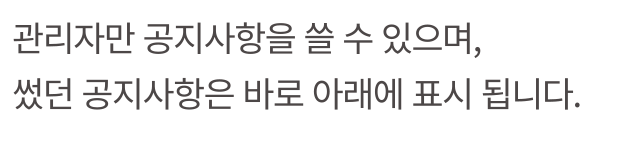 관리자만 공지사항을 쓸 수 있으며,
썼던 공지사항은 바로 아래에 표시 됩니다.